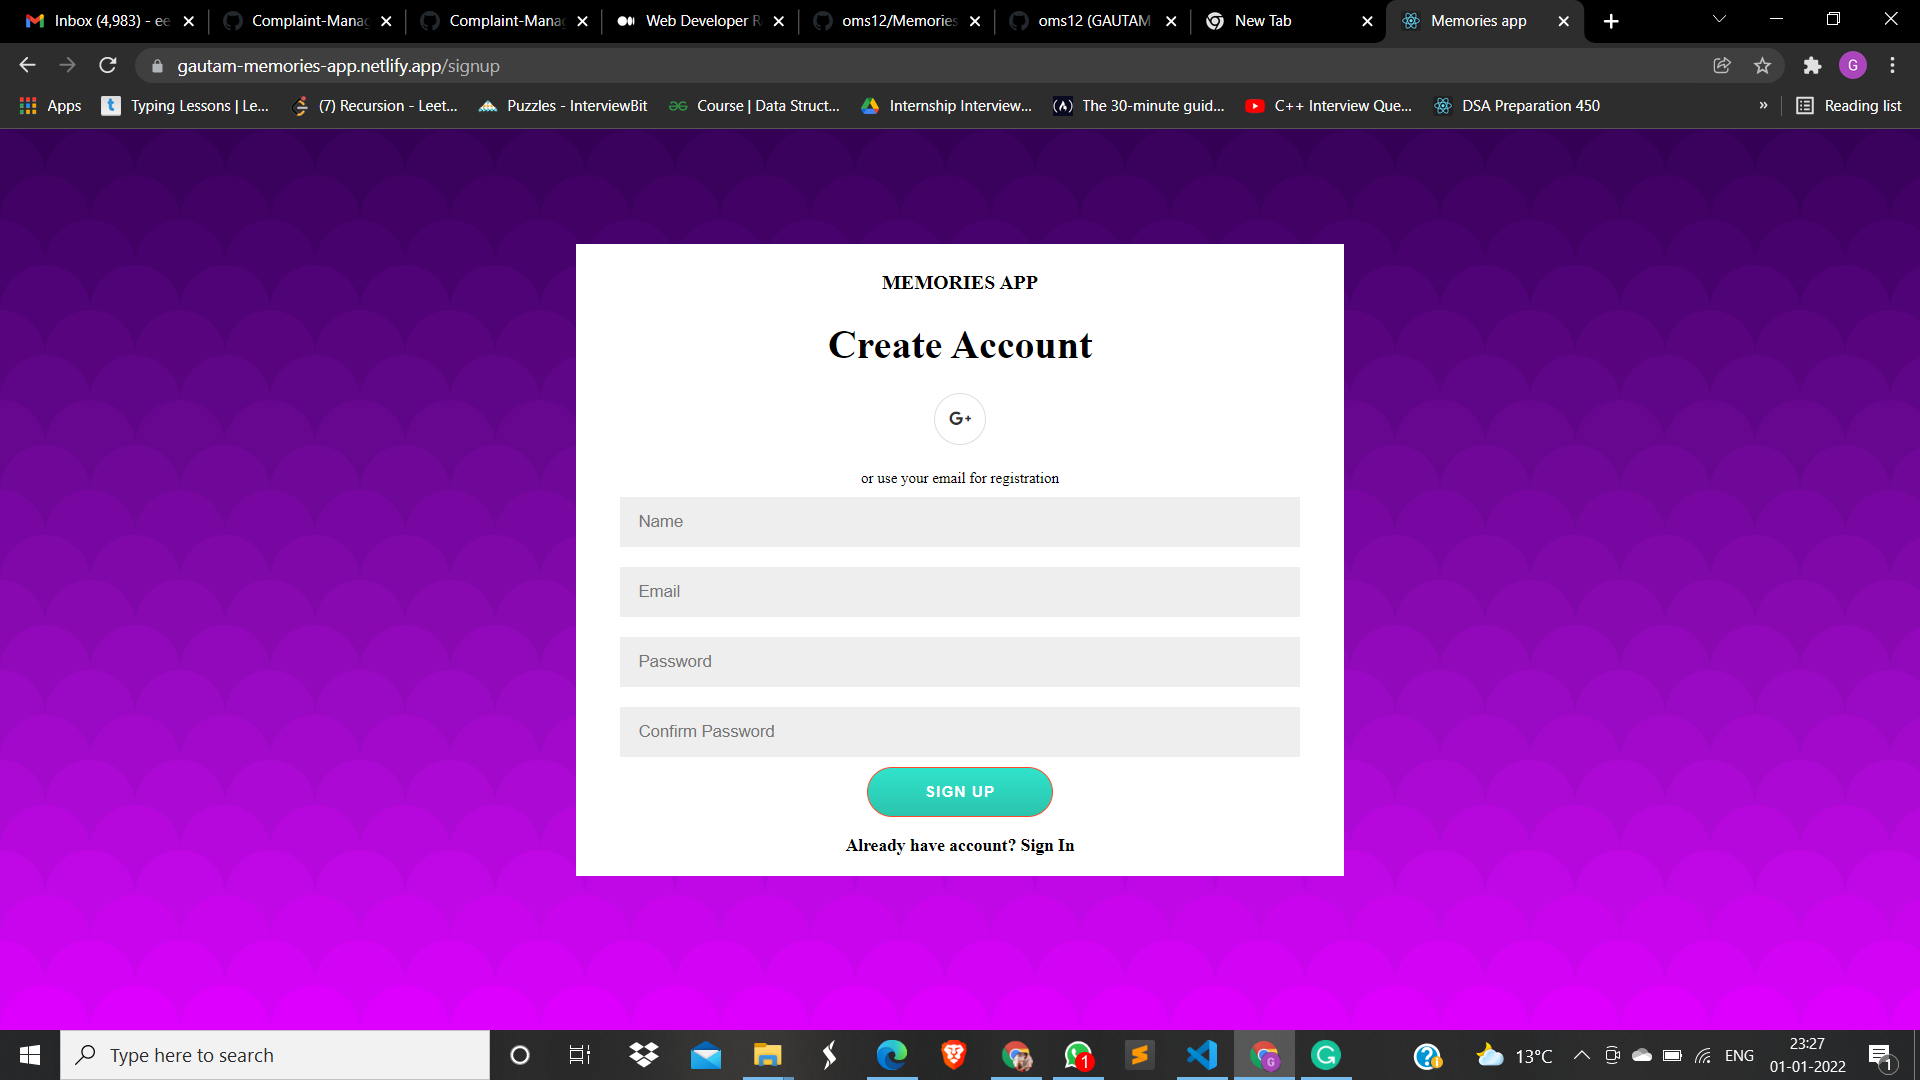 Inbox (4,983) - ee
Complaint-Manag
Complaint-Manag
Web Developer R
oms12/Memories
oms12 (GAUTAM
New Tab
Memories app
gautam-memories-app.netlify.app/signup
G
Apps
Typing Lessons | Le...
(7) Recursion - Leet...
Puzzles - InterviewBit
Course | Data Struct...
Internship Interview...
The 30-minute guid...
C++ Interview Que...
DSA Preparation 450
»
Reading list
MEMORIES APP
Create Account
G+
or use your email for registration
Name
Email
Password
Confirm Password
SIGN UP
Already have account? Sign In
Type here to search
1
13°C
ENG
23:27
01-01-2022
1